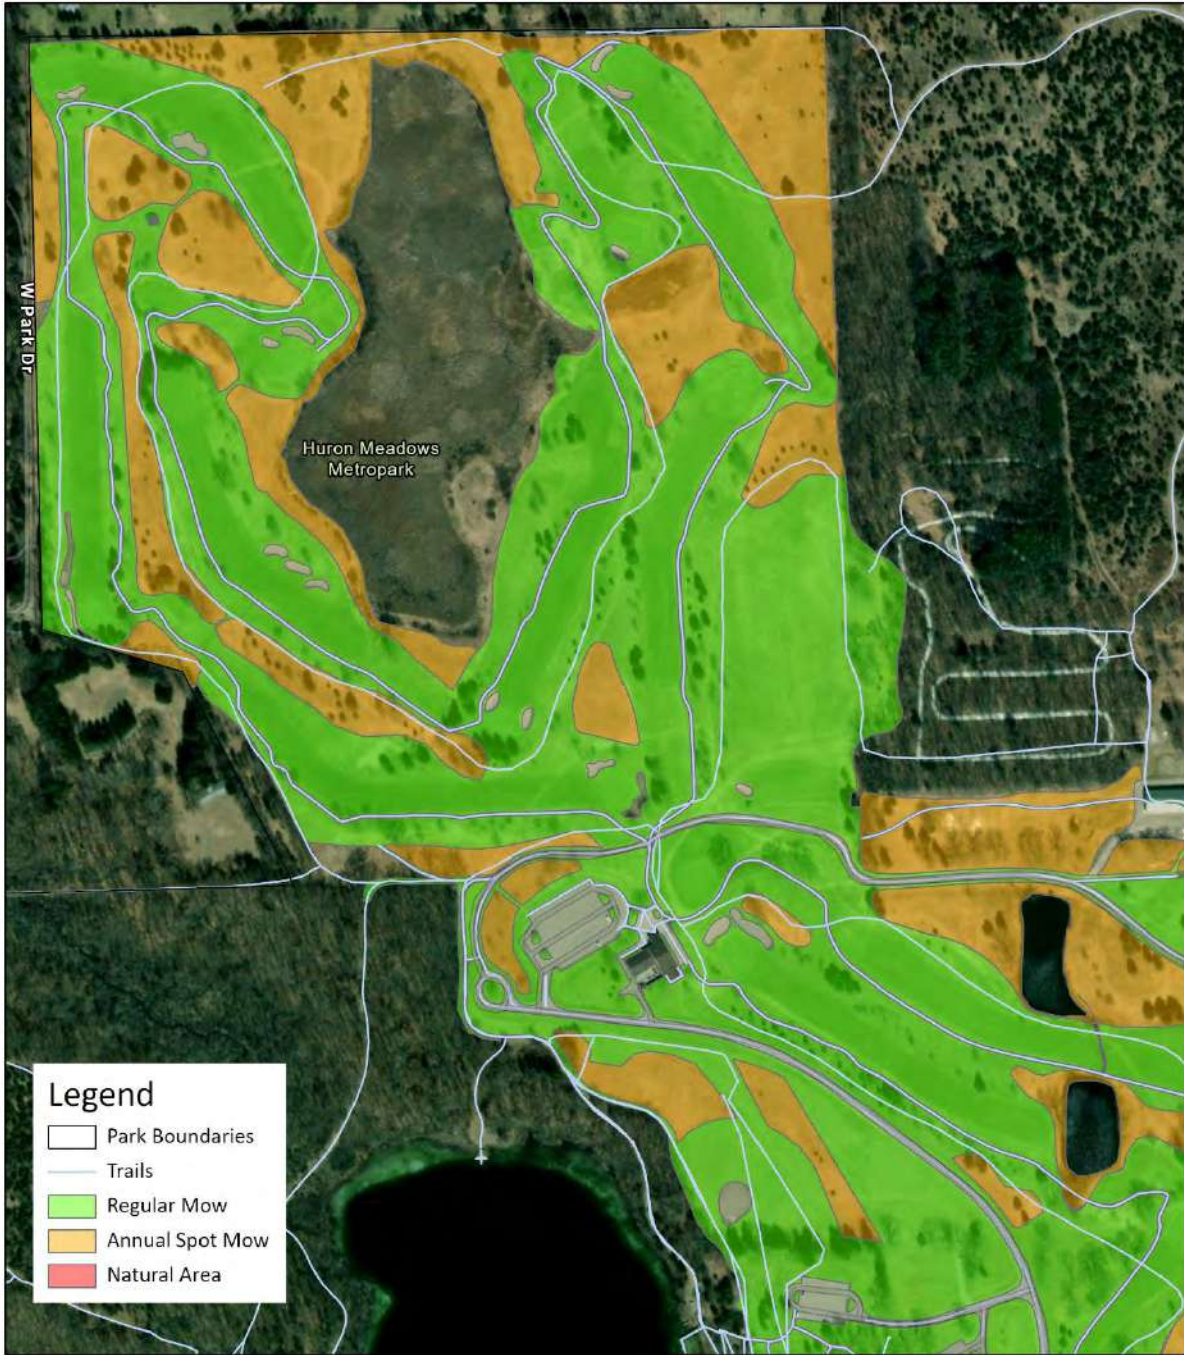 W Park Dr
Huron Meadows
Metropark
Legend
Park Boundaries
Trails
Regular Mow
Annual Spot Mow
Natural Area